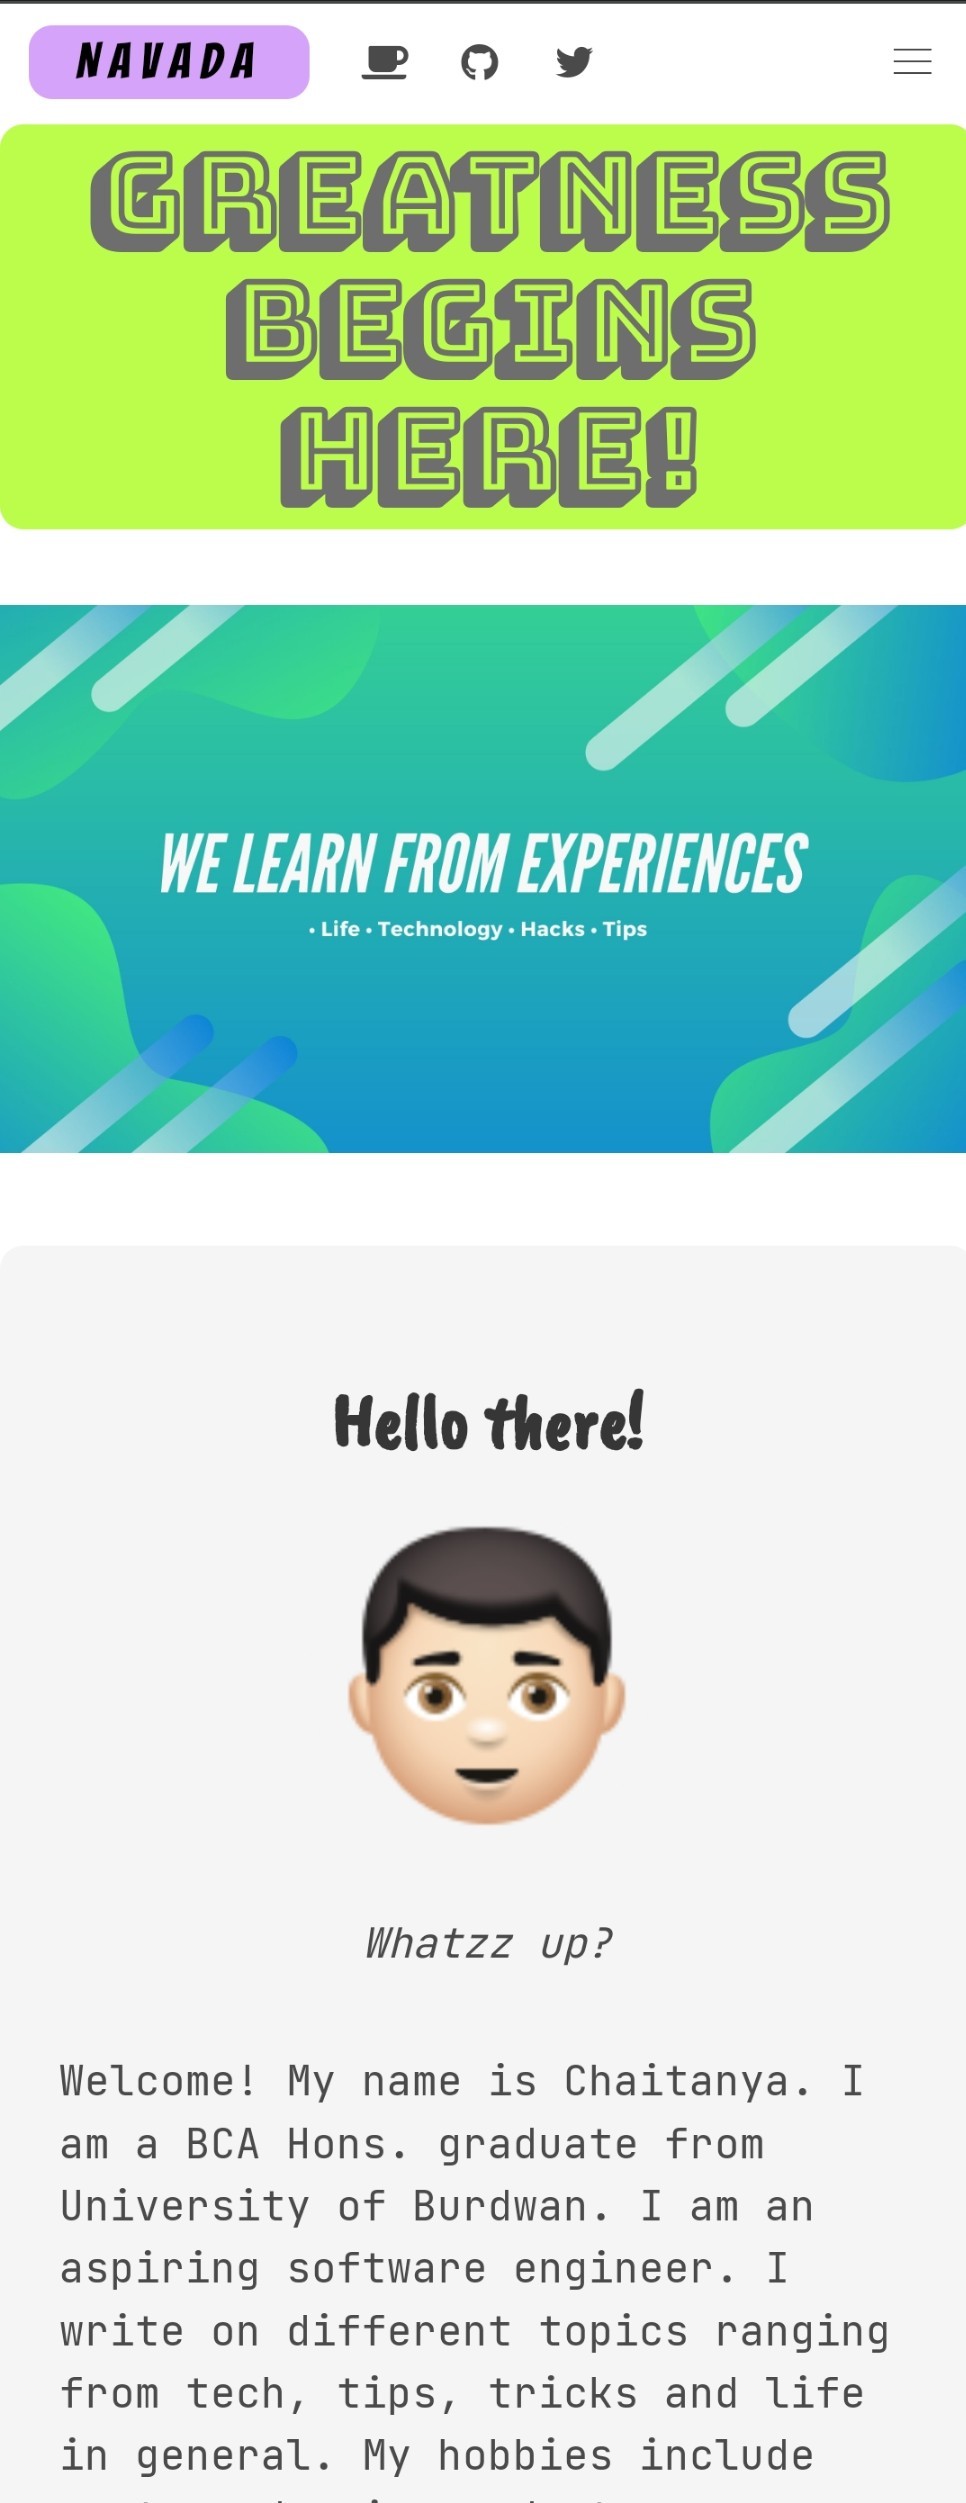 NAVADA
GREATNESS
BEGINS
HERE!
WE LEARN FROM EXPERIENCES
• Life • Technology • Hacks • Tips
Hello there!
Whatzz up?
Welcome! My name is Chaitanya. I
am a BCA Hons. graduate from
University of Burdwan. I am an
aspiring software engineer. I
write on different topics ranging
from tech, tips, tricks and life
in general. My hobbies include